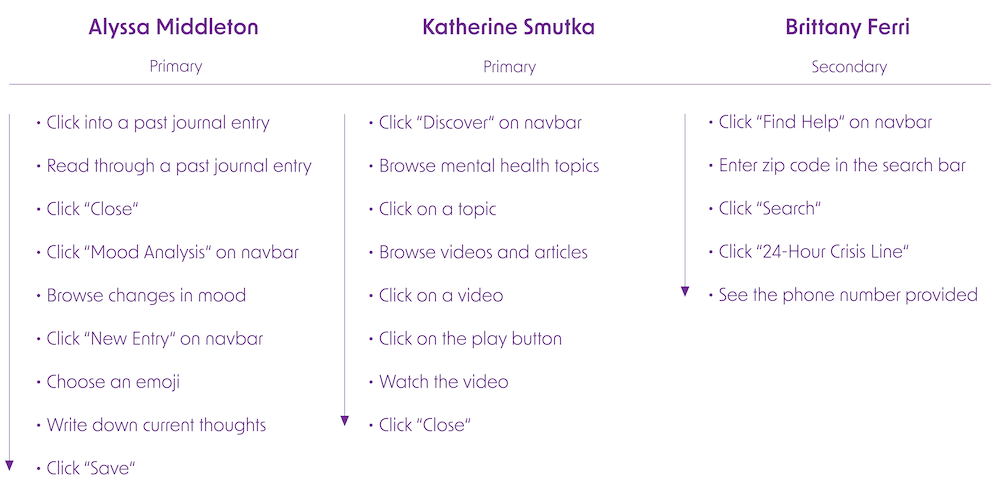 Alyssa Middleton
Primary
• Click into a past journal entry
• Read through a past journal entry
• Click “Close“
• Click “Mood Analysis“ on navbar
• Browse changes in mood
• Click “New Entry“ on navbar
• Choose an emoji
• Write down current thoughts
• Click “Save“
Katherine Smutka
Primary
• Click “Discover“ on navbar
• Browse mental health topics
• Click on a topic
• Browse videos and articles
• Click on a video
• Click on the play button
• Watch the video
• Click “Close“
Brittany Ferri
Secondary
• Click “Find Help“ on navbar
• Enter zip code in the search bar
• Click “Search“
• Click “24-Hour Crisis Line“
• See the phone number provided